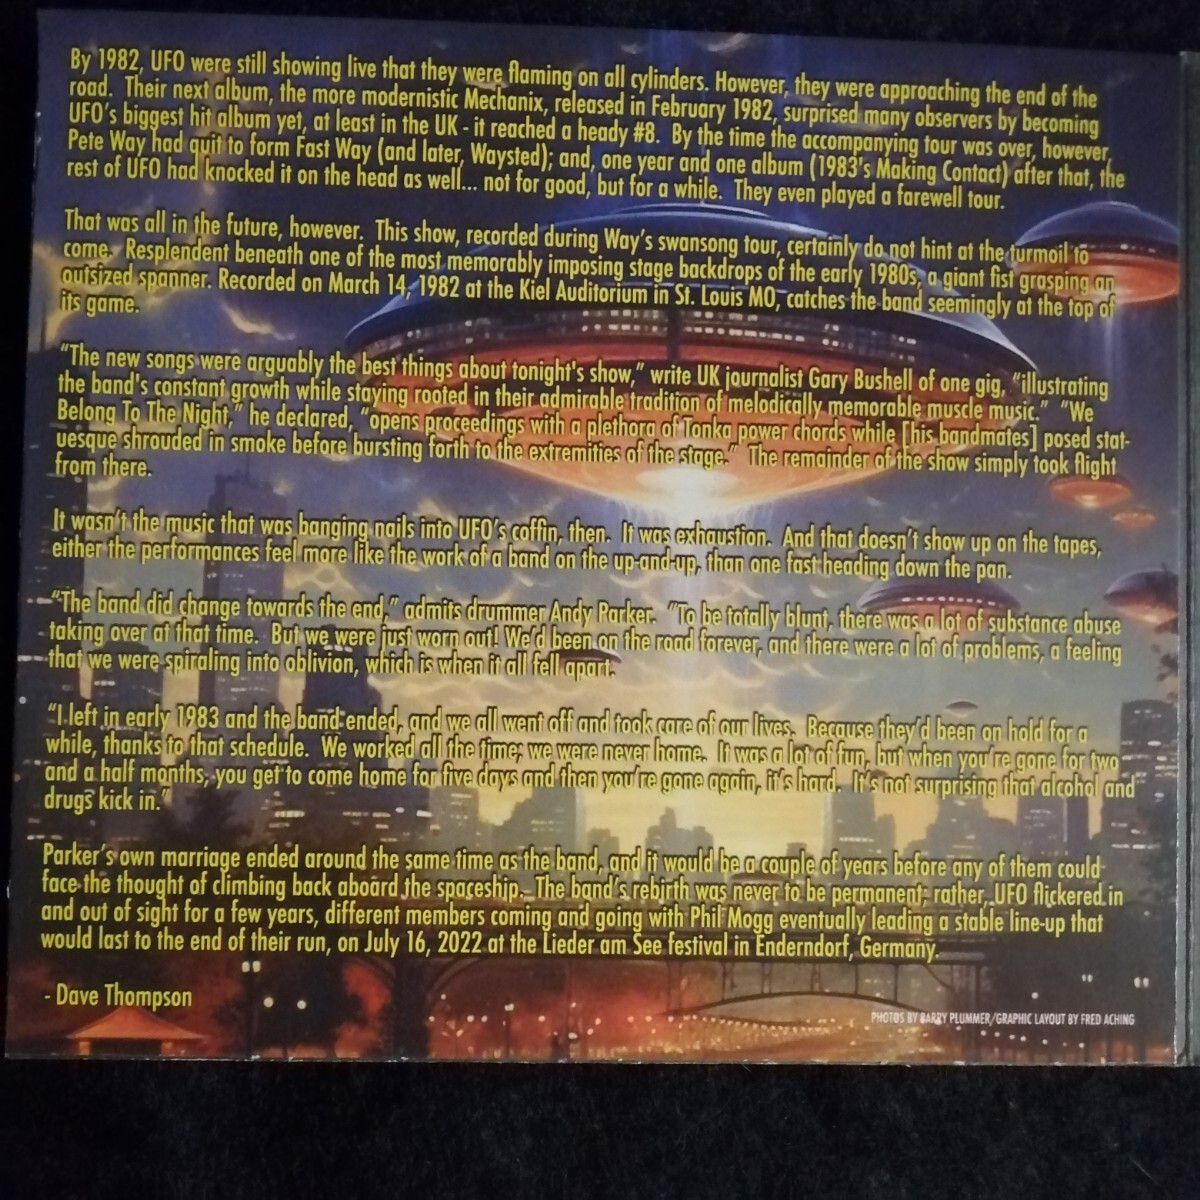 By 1982, UFO were still showing live that they were flaming on all cylinders. However, they were approaching the end of the
road. Their next album, the more modernistic Mechanix, released in February 1982, surprised many observers by becoming
UFO's biggest hit album yet, at least in the UK - it reached a heady #8. By the time the accompanying tour was over, however,
Pete Way had quit to form Fast Way (and later, Waysted); and, one year and one album (1983's Making Contact) after that, the
rest of UFO had knocked it on the head as well... not for good, but for a while. They even played a farewell tour.
That was all in the future, however. This show, recorded during Way's swansong tour, certainly do not hint at the turmoil to
come. Resplendent beneath one of the most memorably imposing stage backdrops of the early 1980s, a giant fist grasping an
outsized spanner. Recorded on March 14, 1982 at the Kiel Auditorium in St. Louis MO, catches the band seemingly at the top of
its game.
“The new songs were arguably the best things about tonight's show,” write UK journalist Gary Bushell of one gig, “illustrating
the band's constant growth while staying rooted in their admirable tradition of melodically memorable muscle music.” “We
Belong To The Night,” he declared, “opens proceedings with a plethora of Tonka power chords while [his bandmates] posed stat-
uesque shrouded in smoke before bursting forth to the extremities of the stage.” The remainder of the show simply took flight
from there.
It wasn't the music that was banging nails into UFO's coffin, then. It was exhaustion. And that doesn't show up on the tapes,
either the performances feel more like the work of a band on the up-and-up, than one fast heading down the pan.
“The band did change towards the end,” admits drummer Andy Parker. “To be totally blunt, there was a lot of substance abuse
taking over at that time. But we were just worn out! We'd been on the road forever, and there were a lot of problems, a feeling
that we were spiraling into oblivion, which is when it all fell apart.
“I left in early 1983 and the band ended, and we all went off and took care of our lives. Because they'd been on hold for a
while, thanks to that schedule. We worked all the time; we were never home. It was a lot of fun, but when you're gone for two
and a half months, you get to come home for five days and then you're gone again, it's hard. It's not surprising that alcohol and
drugs kick in.”
Parker's own marriage ended around the same time as the band, and it would be a couple of years before any of them could
face the thought of climbing back aboard the spaceship. The band's rebirth was never to be permanent; rather, UFO flickered in
and out of sight for a few years, different members coming and going with Phil Mogg eventually leading a stable line-up that
would last to the end of their run, on July 16, 2022 at the Lieder am See festival in Enderndorf, Germany.
- Dave Thompson
PHOTOS BY BARRY PLUMMER/GRAPHIC LAYOUT BY FRED ACHING